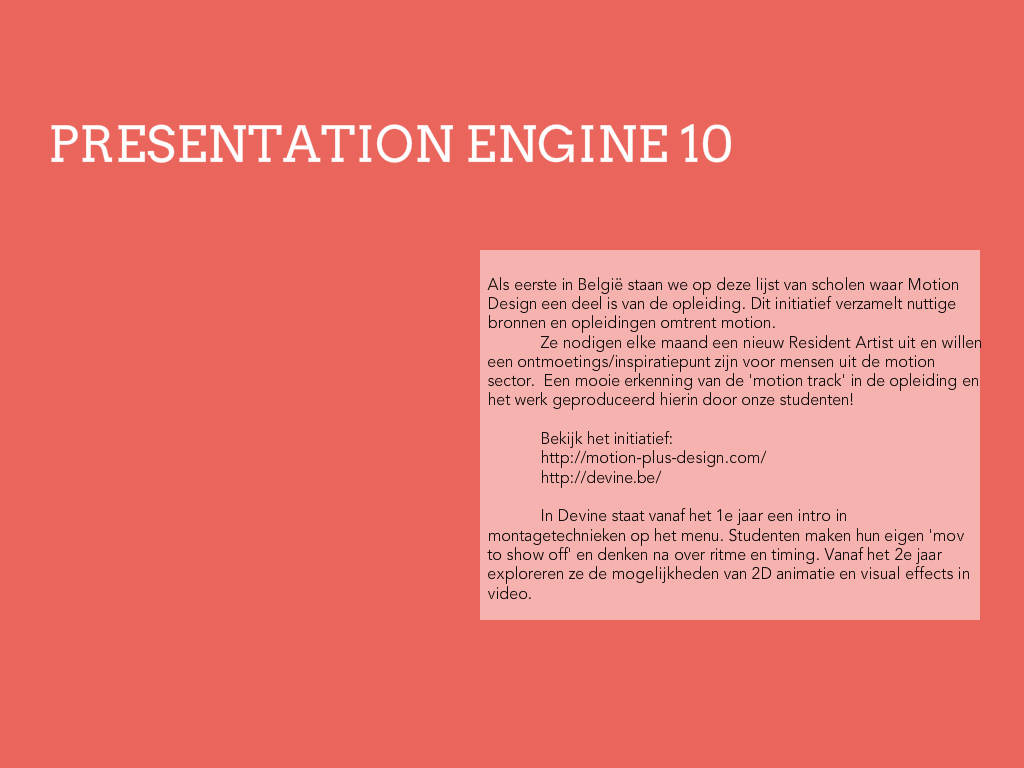 PRESENTATION ENGINE 10
Als eerste in België staan we op deze lijst van scholen waar Motion
Design een deel is van de opleiding. Dit initiatief verzamelt nuttige
bronnen en opleidingen omtrent motion.
Ze nodigen elke maand een nieuw Resident Artist uit en willen
een ontmoetings/inspiratiepunt zijn voor mensen uit de motion
sector.  Een mooie erkenning van de 'motion track' in de opleiding en
het werk geproduceerd hierin door onze studenten!
Bekijk het initiatief:
http://motion-plus-design.com/
http://devine.be/
In Devine staat vanaf het 1e jaar een intro in
montagetechnieken op het menu. Studenten maken hun eigen 'mov
to show off' en denken na over ritme en timing. Vanaf het 2e jaar
exploreren ze de mogelijkheden van 2D animatie en visual effects in
video.